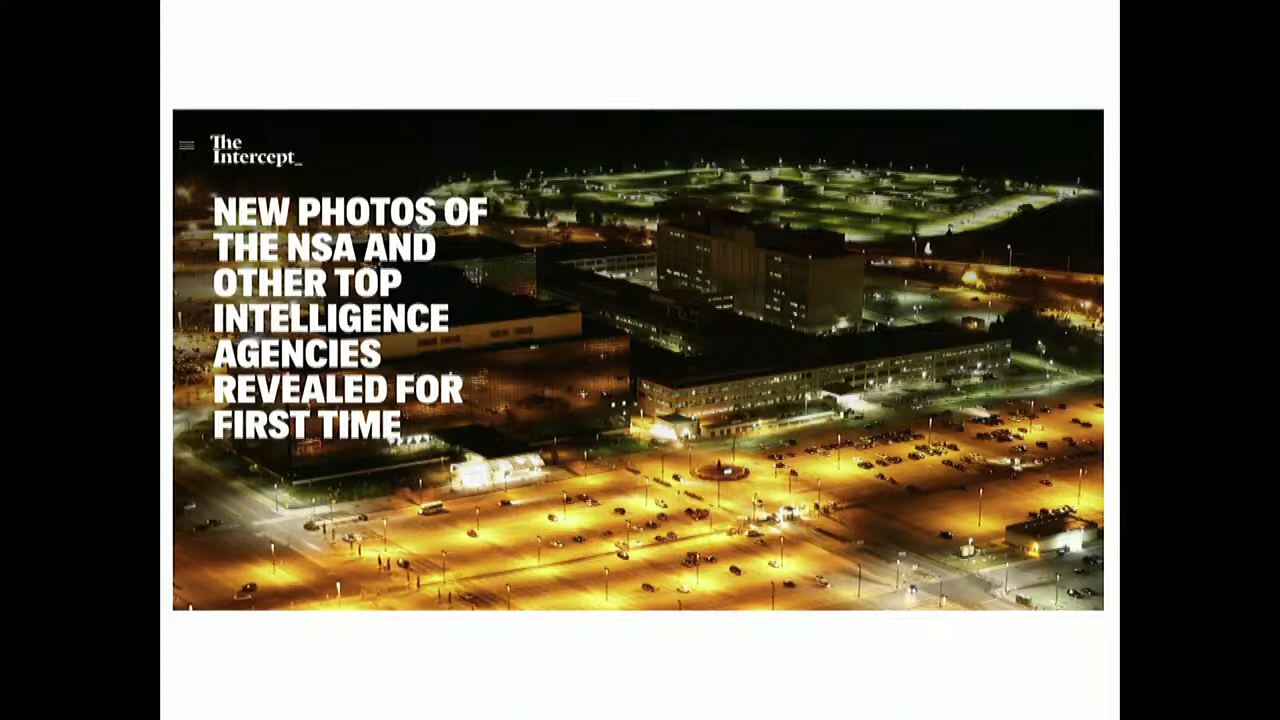 The
Intercept_
NEW PHOTOS OF
THE NSA AND
OTHER TOP
INTELLIGENCE
AGENCIES
REVEALED FOR
FIRST TIME